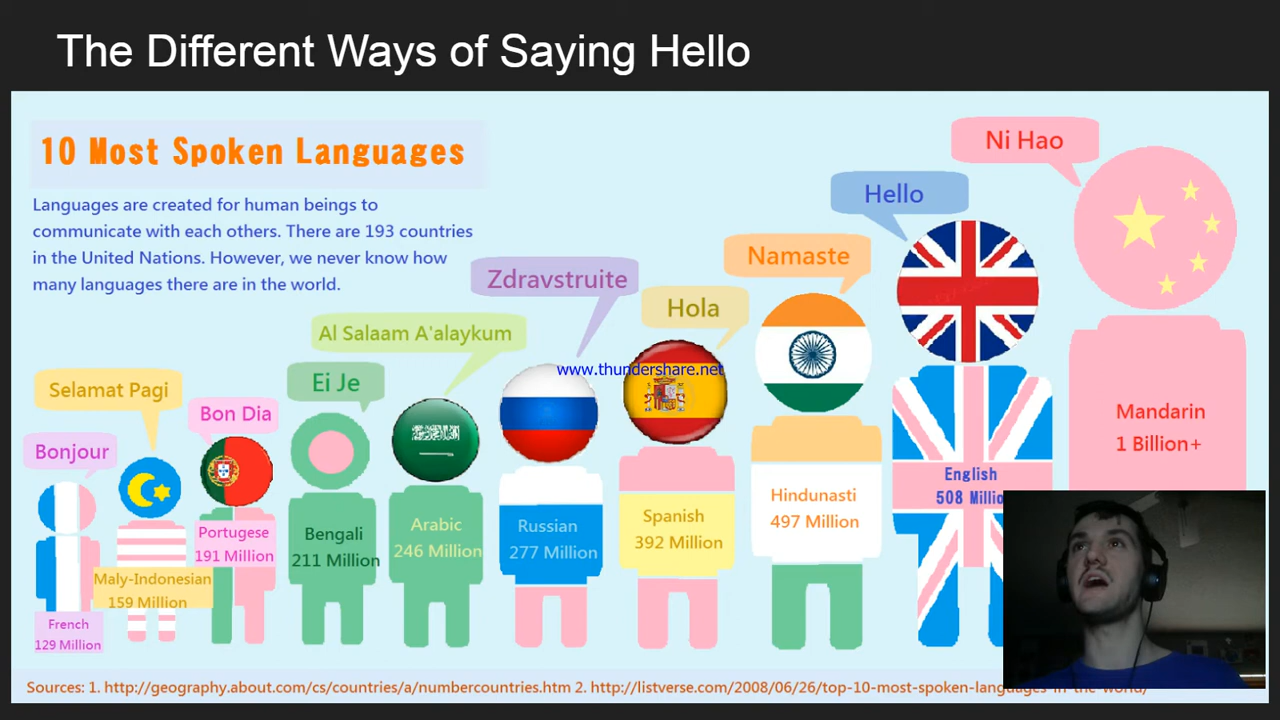 The Different Ways of Saying Hello
10 Most Spoken Languages
Languages are created for human beings to
communicate with each others. There are 193 countries
in the United Nations. However, we never know how
many languages there are in the world.
Ni Hao
Hello
Namaste
Zdravstruite
Hola
Al Salaam A'alaykum
Ei Je
Selamat Pagi
Bon Dia
Bonjour
www.thundershare.net
Mandarin
1 Billion+
English
508 Millio
Hindunasti
497 Million
Spanish
392 Million
Russian
277 Million
Arabic
246 Million
Bengali
211 Million
Portugese
191 Million
Maly-Indonesian
159 Million
French
129 Million
Sources: 1. http://geography.about.com/cs/countries/a/numbercountries.htm 2. http://listverse.com/2008/06/26/top-10-most-spoken-languages-in-the-world/